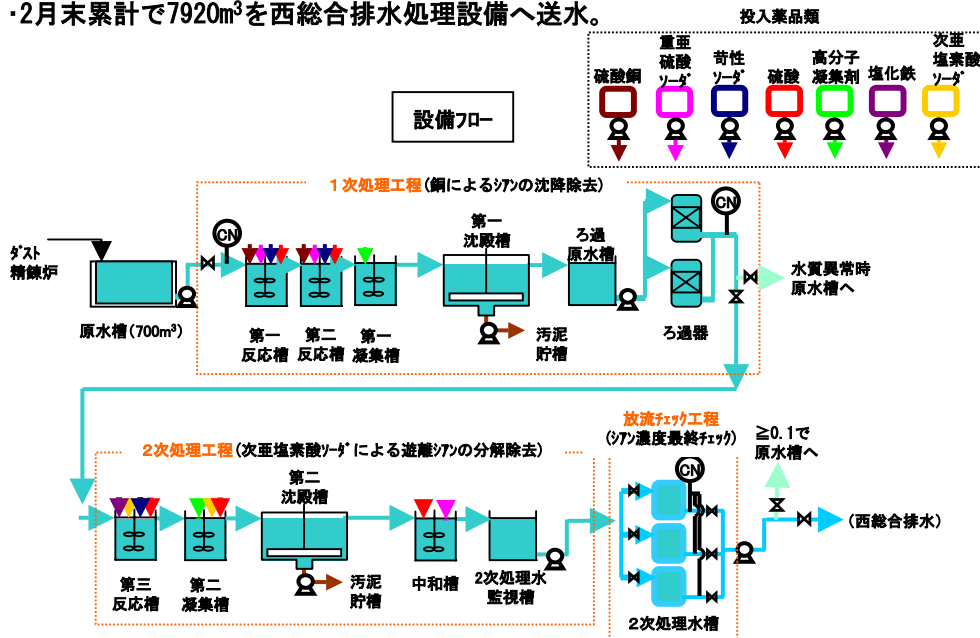 ・2月末累計で7920m³を西総合排水処理設備へ送水。
投入薬品類
硫酸銅
重亜
硫酸
ｿｰﾀﾞ
苛性
ｿｰﾀﾞ
硫酸
高分子
凝集剤
塩化鉄
次亜
塩素酸
ｿｰﾀﾞ
設備ﾌﾛｰ
１次処理工程(銅によるｼｱﾝの沈降除去)
CN
CN
ﾀﾞｽﾄ
精錬炉
原水槽(700m³)
第一
反応槽
第二
反応槽
第一
凝集槽
第一
沈殿槽
汚泥
貯槽
ろ過
原水槽
ろ過器
水質異常時
原水槽へ
２次処理工程(次亜塩素酸ｿｰﾀﾞによる遊離ｼｱﾝの分解除去)
第三
反応槽
第二
凝集槽
第二
沈殿槽
汚泥
貯槽
中和槽
2次処理水
監視槽
放流ﾁｪｯｸ工程
(ｼｱﾝ濃度最終ﾁｪｯｸ)
CN
２次処理水槽
≧0.1で
原水槽へ
(西総合排水)